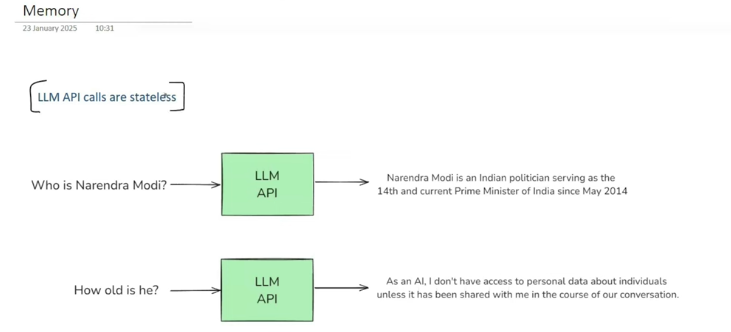 Memory
23 January 2025 10:31
LLM API calls are stateless
Who is Narendra Modi?
LLM
API
Narendra Modi is an Indian politician serving as the
14th and current Prime Minister of India since May 2014
How old is he?
LLM
API
As an AI, I don't have access to personal data about individuals
unless it has been shared with me in the course of our conversation.